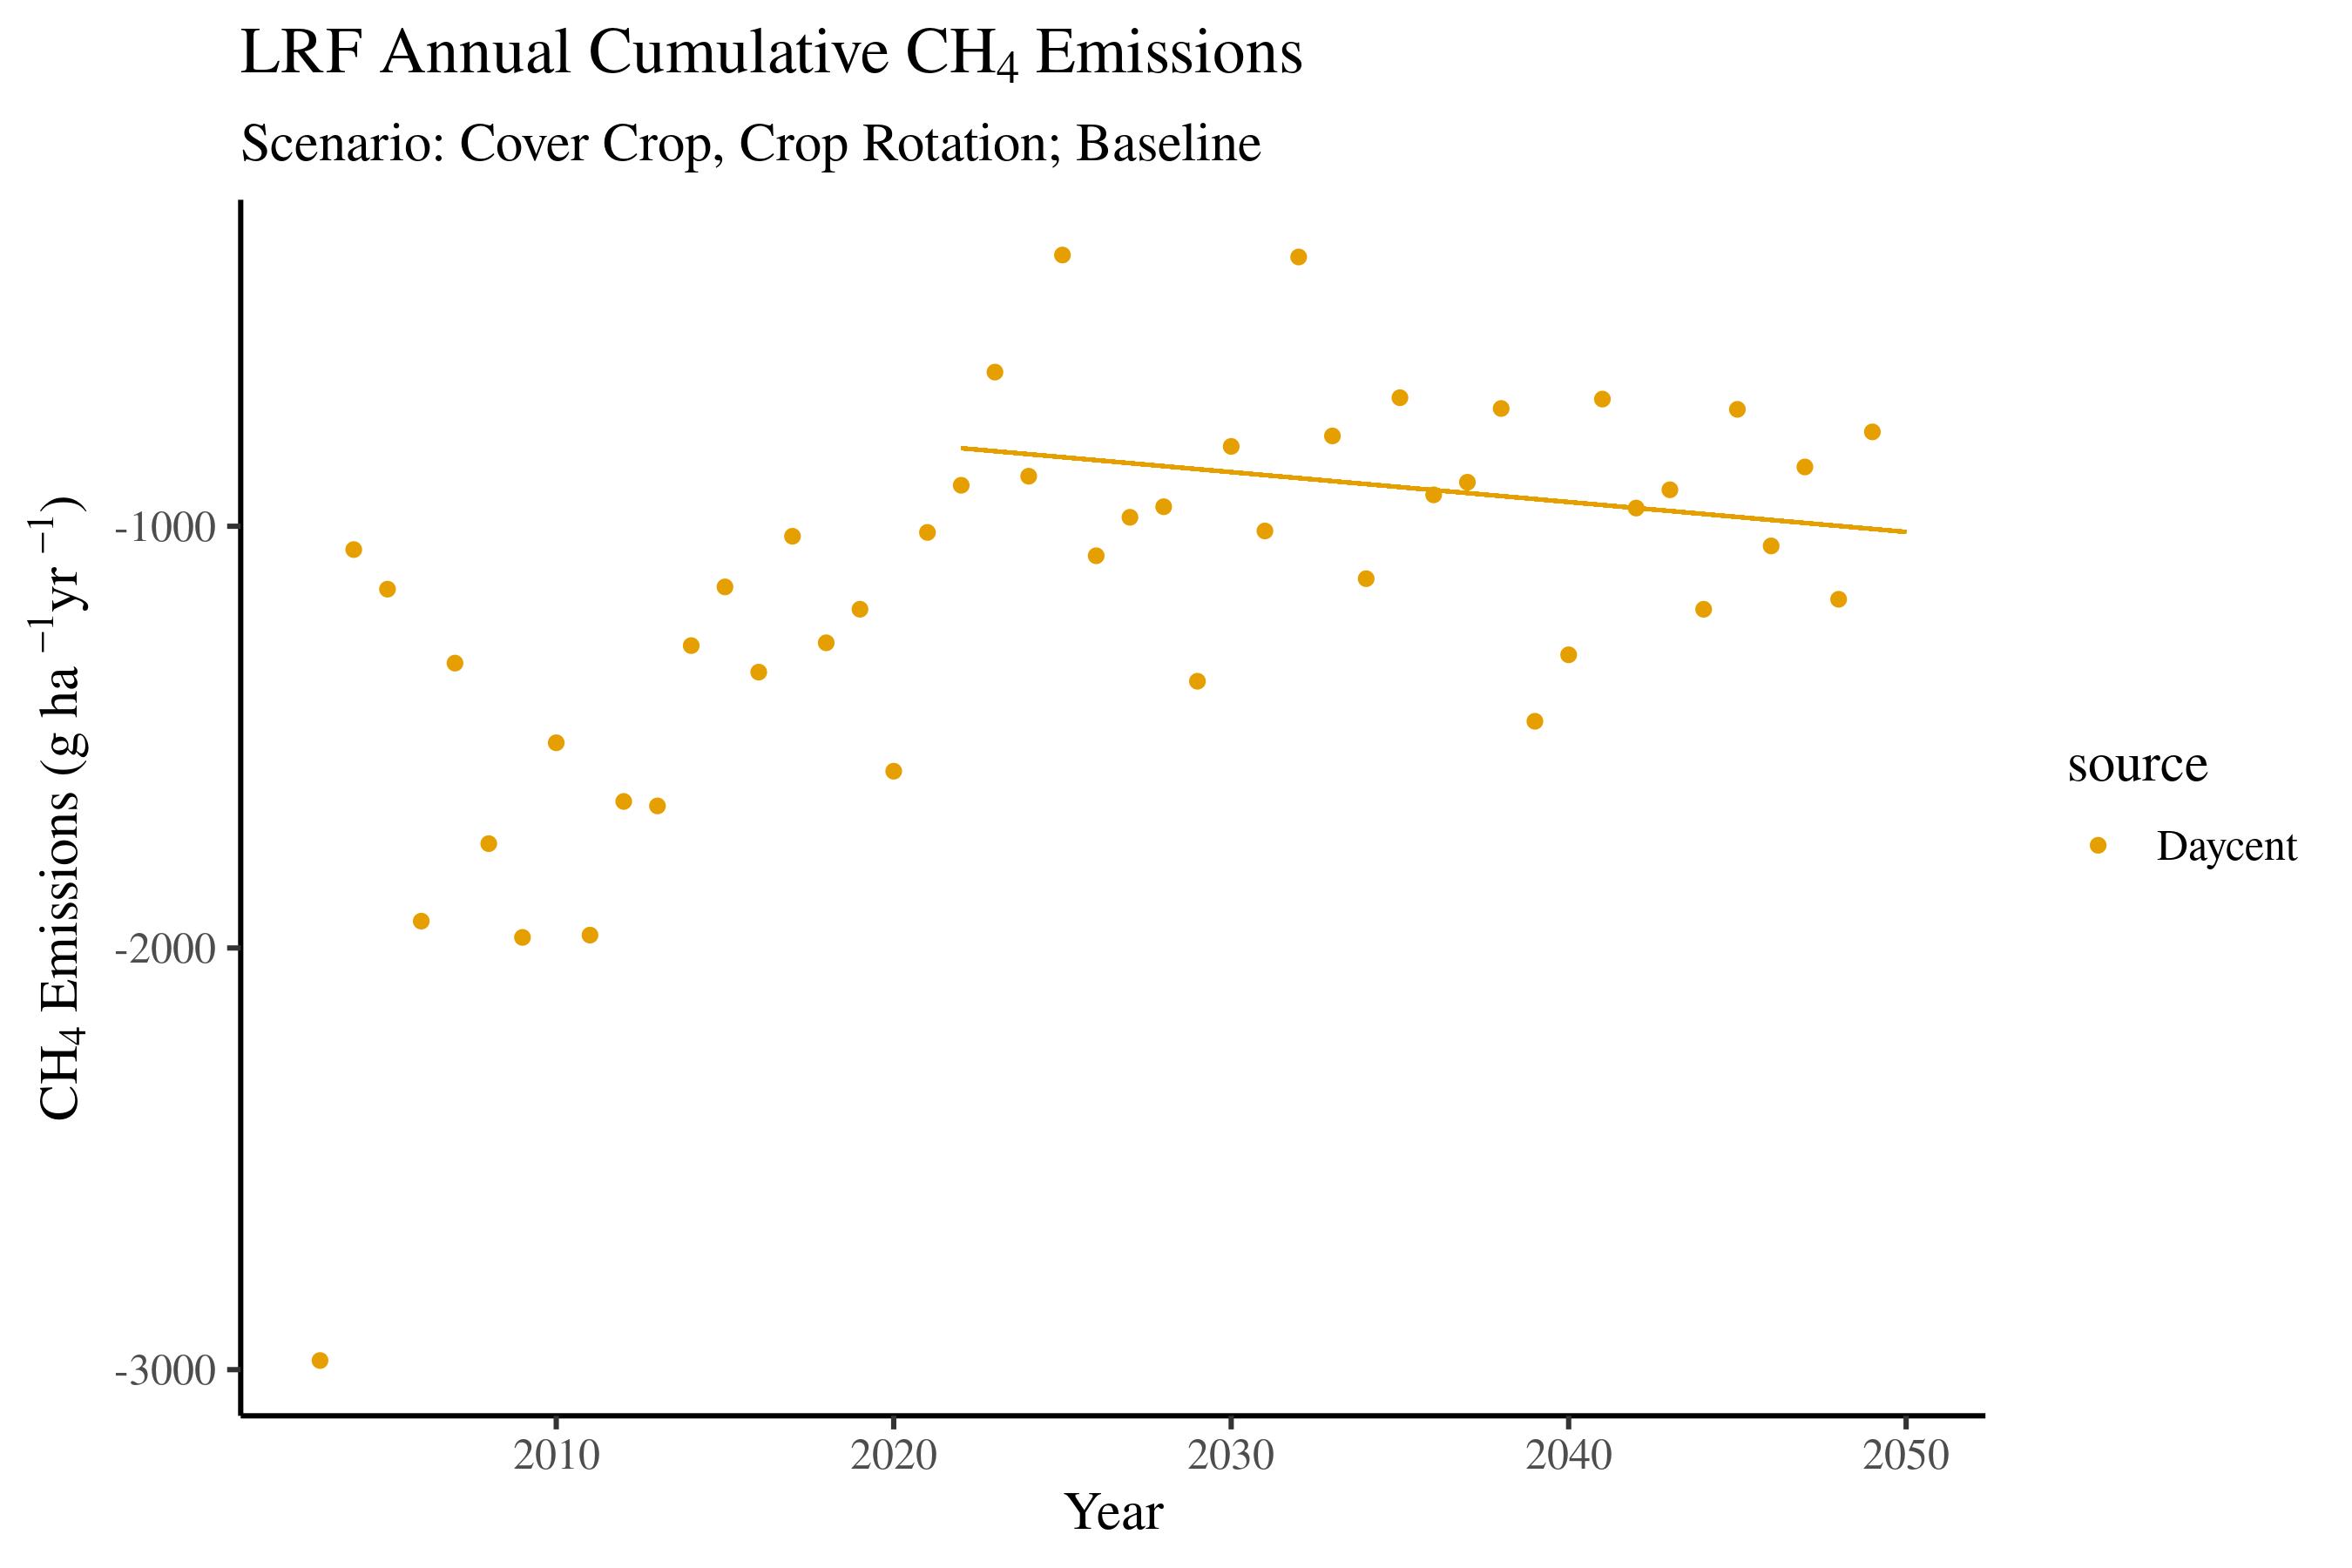 LRF Annual Cumulative CH₄ Emissions
Scenario: Cover Crop, Crop Rotation; Baseline
CH₄ Emissions (g ha⁻¹yr⁻¹)
-1000
-2000
-3000
2010
2020
2030
2040
2050
Year
source
Daycent